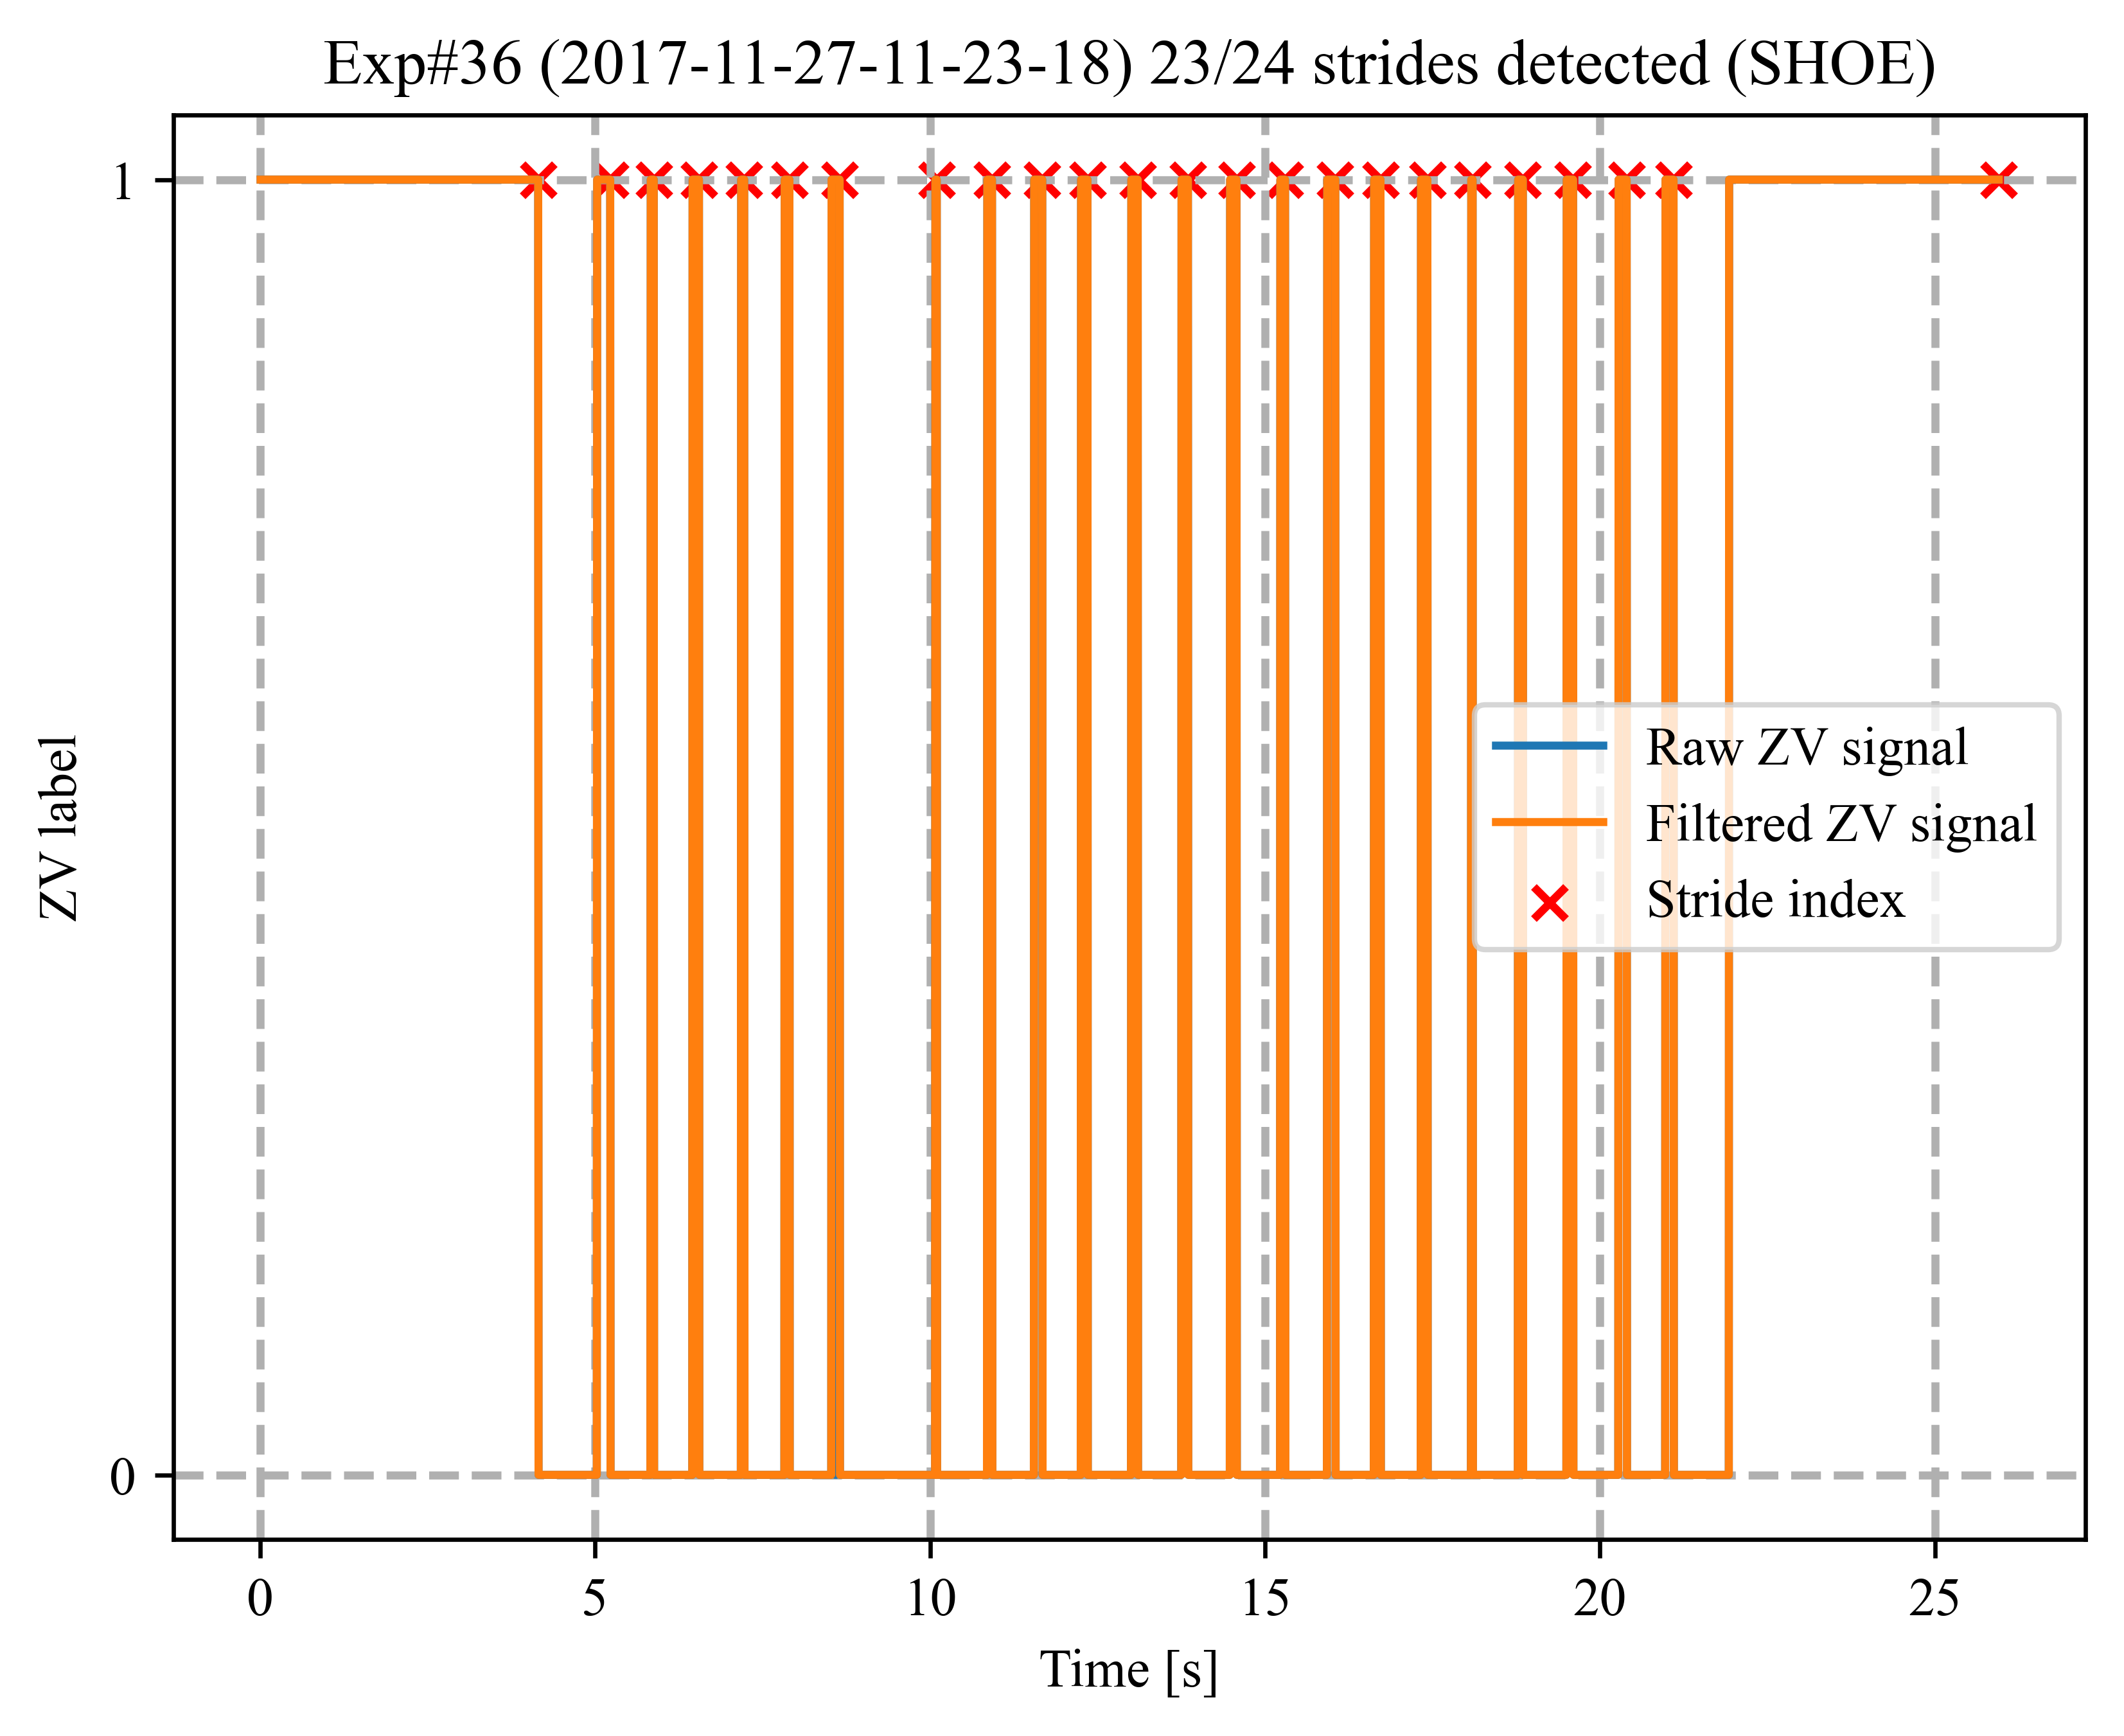 Exp#36 (2017-11-27-11-23-18) 23/24 strides detected (SHOE)
1
ZV label
Raw ZV signal
Filtered ZV signal
Stride index
0
0 5 10 15 20 25
Time [s]